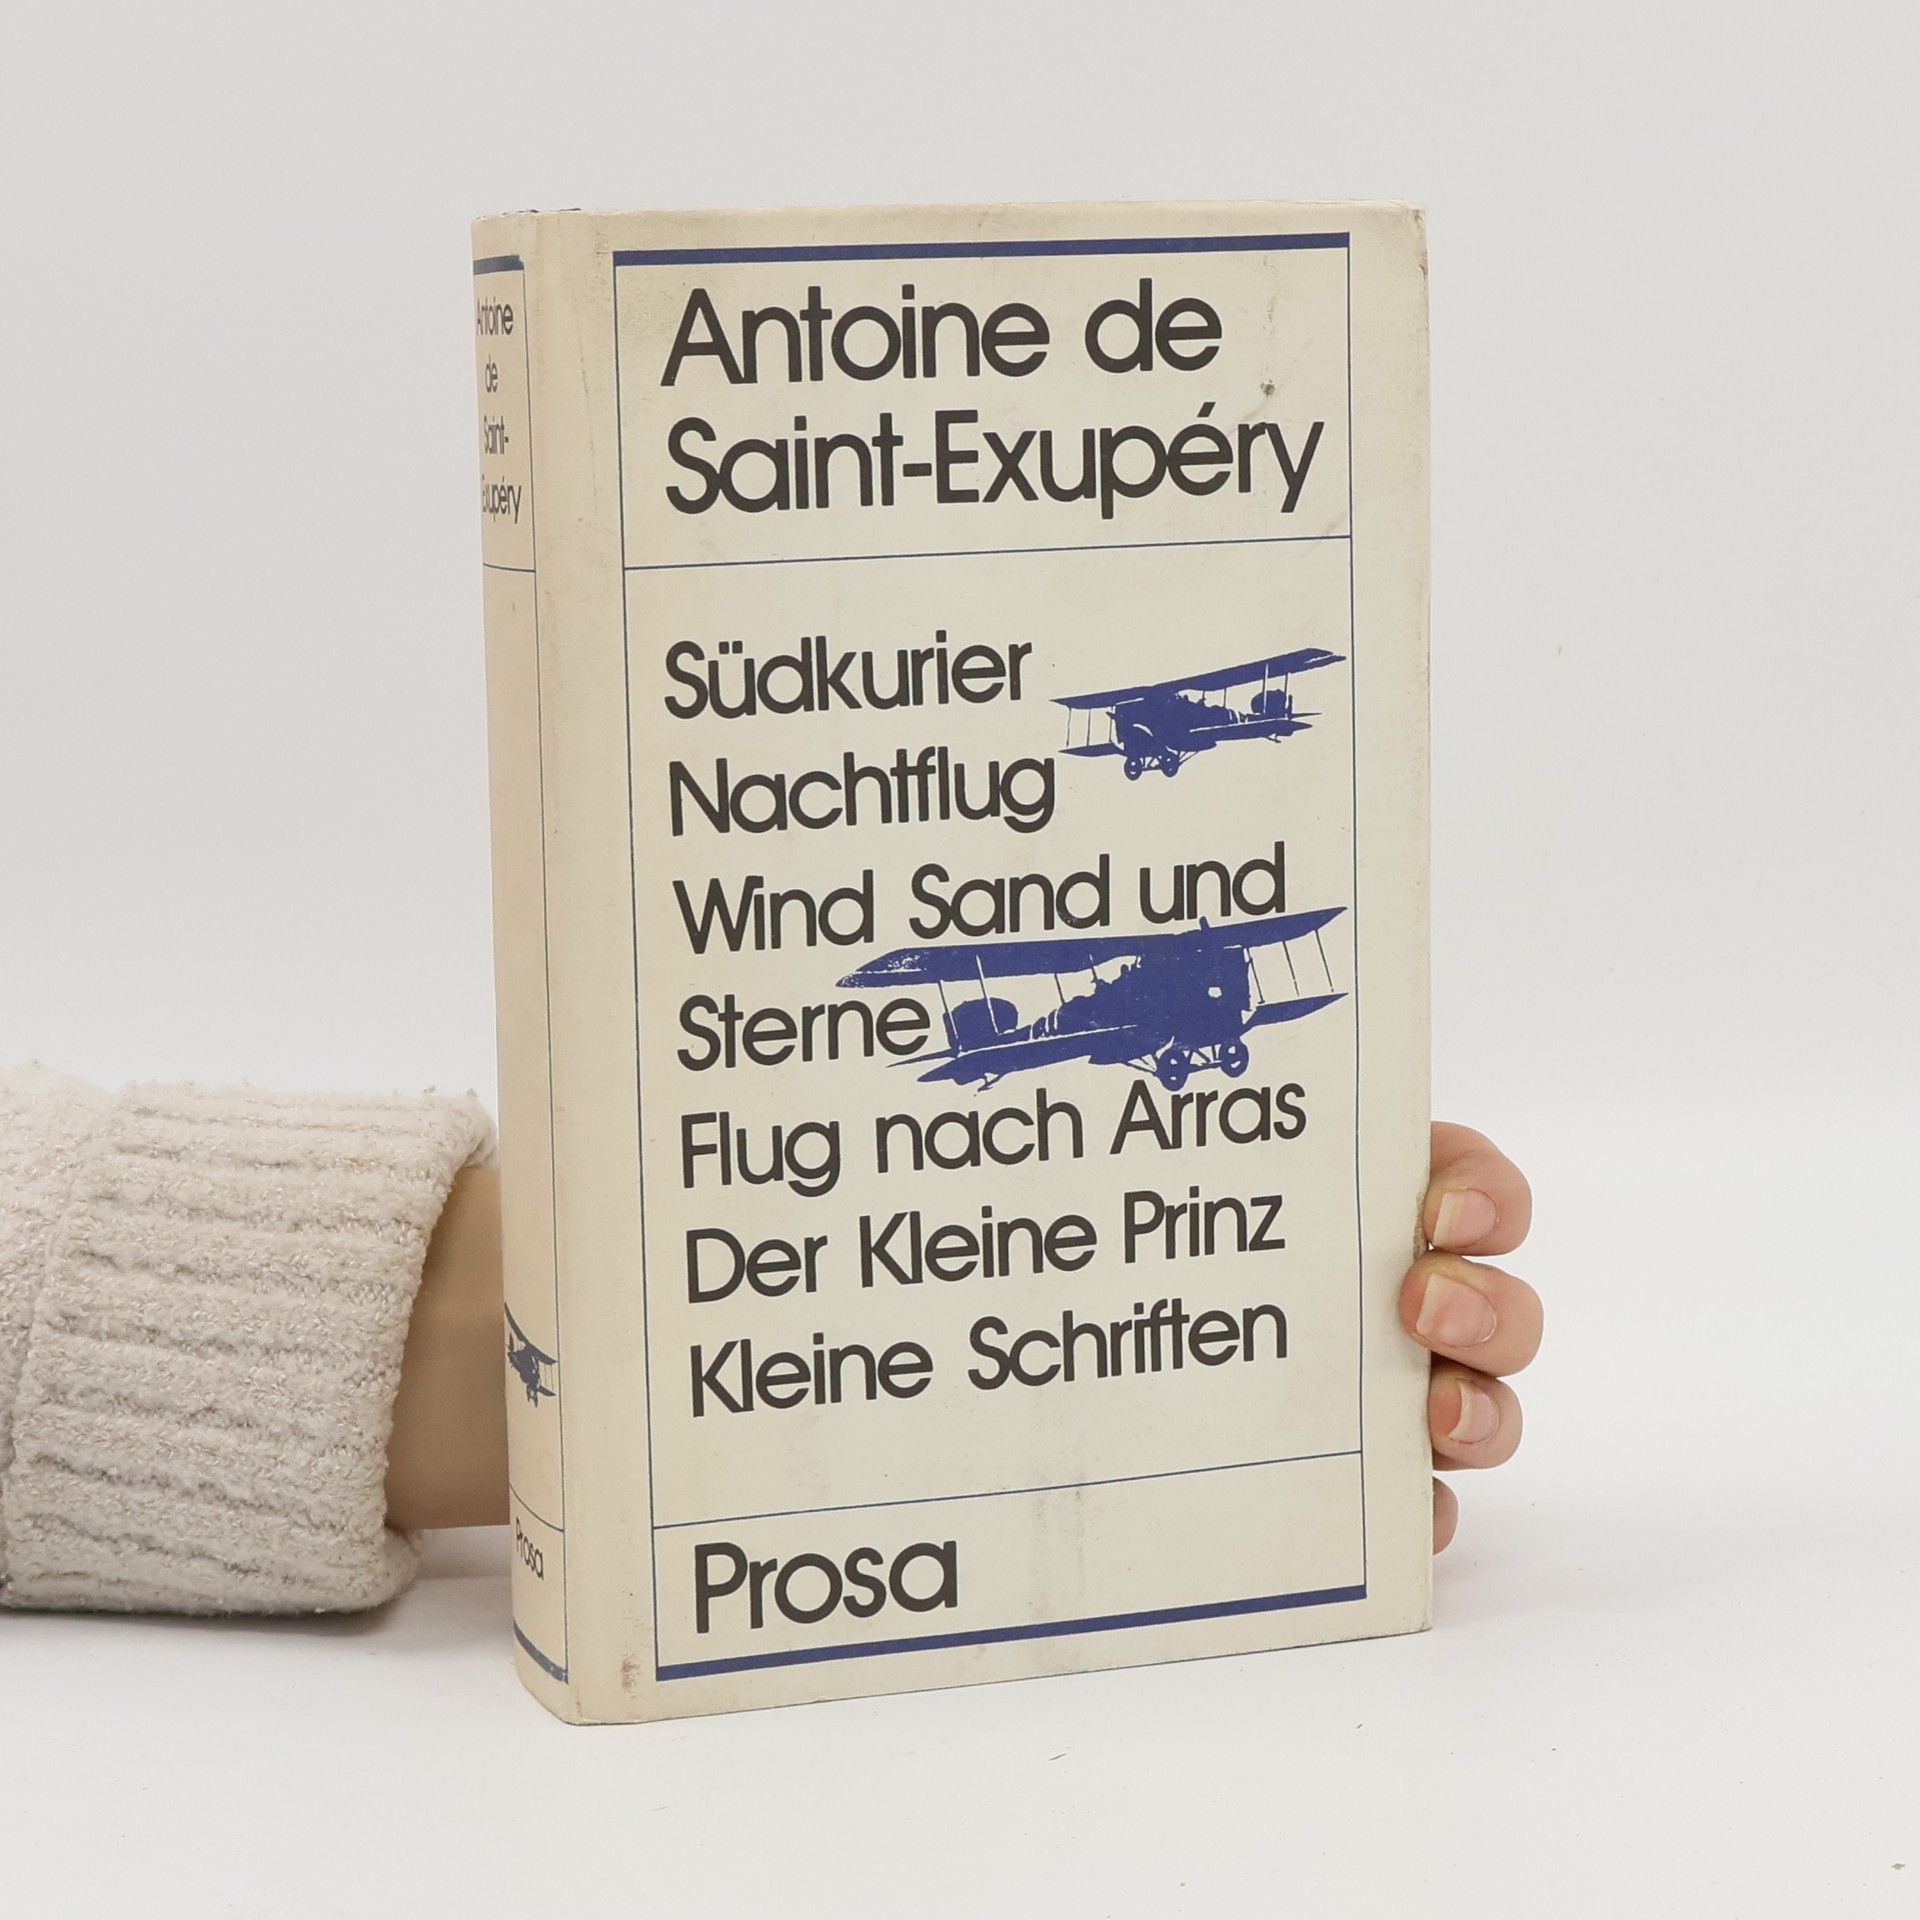 Antoine
de
Saint-
Exupéry
Prosa
Antoine de
Saint-Exupéry
Südkurier
Nachtflug
Wind Sand und
Sterne
Flug nach Arras
Der Kleine Prinz
Kleine Schriften
Prosa